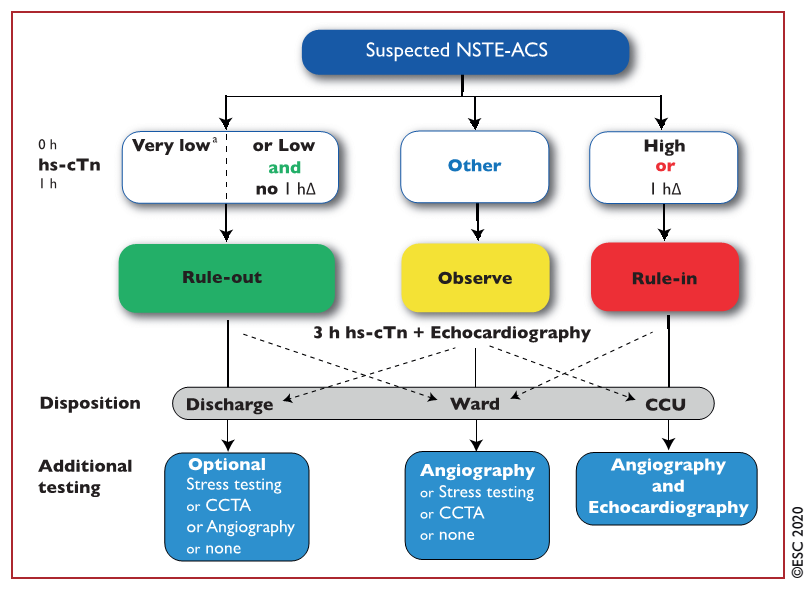 Suspected NSTE-ACS
0 h
hs-cTn
1 h
Very lowᵃ
or Low
and
no 1 hΔ
Other
High
or
1 hΔ
Rule-out
Observe
Rule-in
3 h hs-cTn + Echocardiography
Disposition
Discharge
Ward
CCU
Additional
testing
Optional
Stress testing
or CCTA
or Angiography
or none
Angiography
or Stress testing
or CCTA
or none
Angiography
and
Echocardiography
©ESC 2020